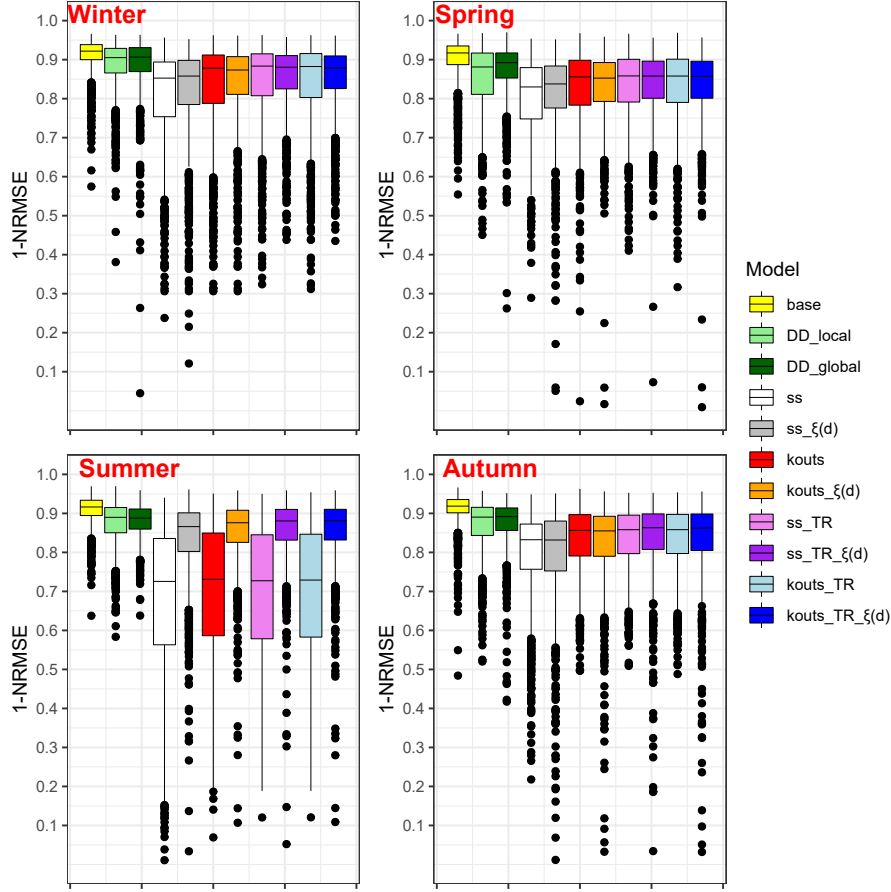 Winter
1-NRMSE
1.0
0.9
0.8
0.7
0.6
0.5
0.4
0.3
0.2
0.1
Spring
1-NRMSE
1.0
0.9
0.8
0.7
0.6
0.5
0.4
0.3
0.2
0.1
Summer
1-NRMSE
1.0
0.9
0.8
0.7
0.6
0.5
0.4
0.3
0.2
0.1
Autumn
1-NRMSE
1.0
0.9
0.8
0.7
0.6
0.5
0.4
0.3
0.2
0.1
Model
base
DD_local
DD_global
ss
ss_ξ(d)
kouts
kouts_ξ(d)
ss_TR
ss_TR_ξ(d)
kouts_TR
kouts_TR_ξ(d)